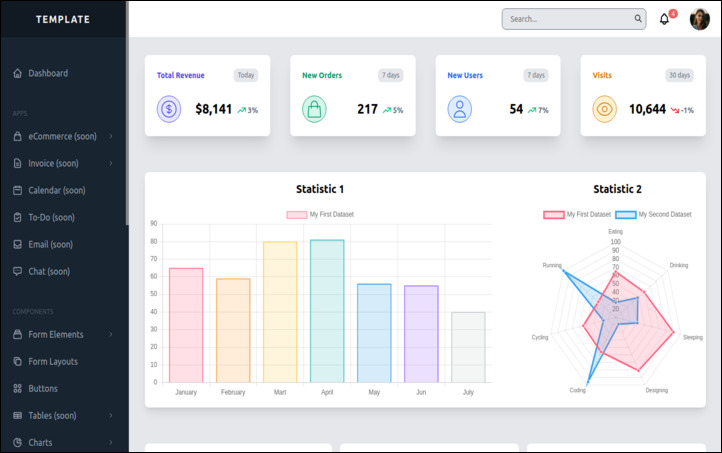 TEMPLATE
Search...
Dashboard
APPS
eCommerce (soon)
Invoice (soon)
Calendar (soon)
To-Do (soon)
Email (soon)
Chat (soon)
COMPONENTS
Form Elements
Form Layouts
Buttons
Tables (soon)
Charts
Total Revenue Today
$8,141 3%
New Orders 7 days
217 5%
New Users 7 days
54 7%
Visits 30 days
10,644 -1%
Statistic 1
My First Dataset
90
80
70
60
50
40
30
20
10
0
January February Mart April May Jun July
Statistic 2
My First Dataset My Second Dataset
Eating
Drinking
Sleeping
Designing
Coding
Cycling
Running
100
90
80
70
60
50
40
30
20